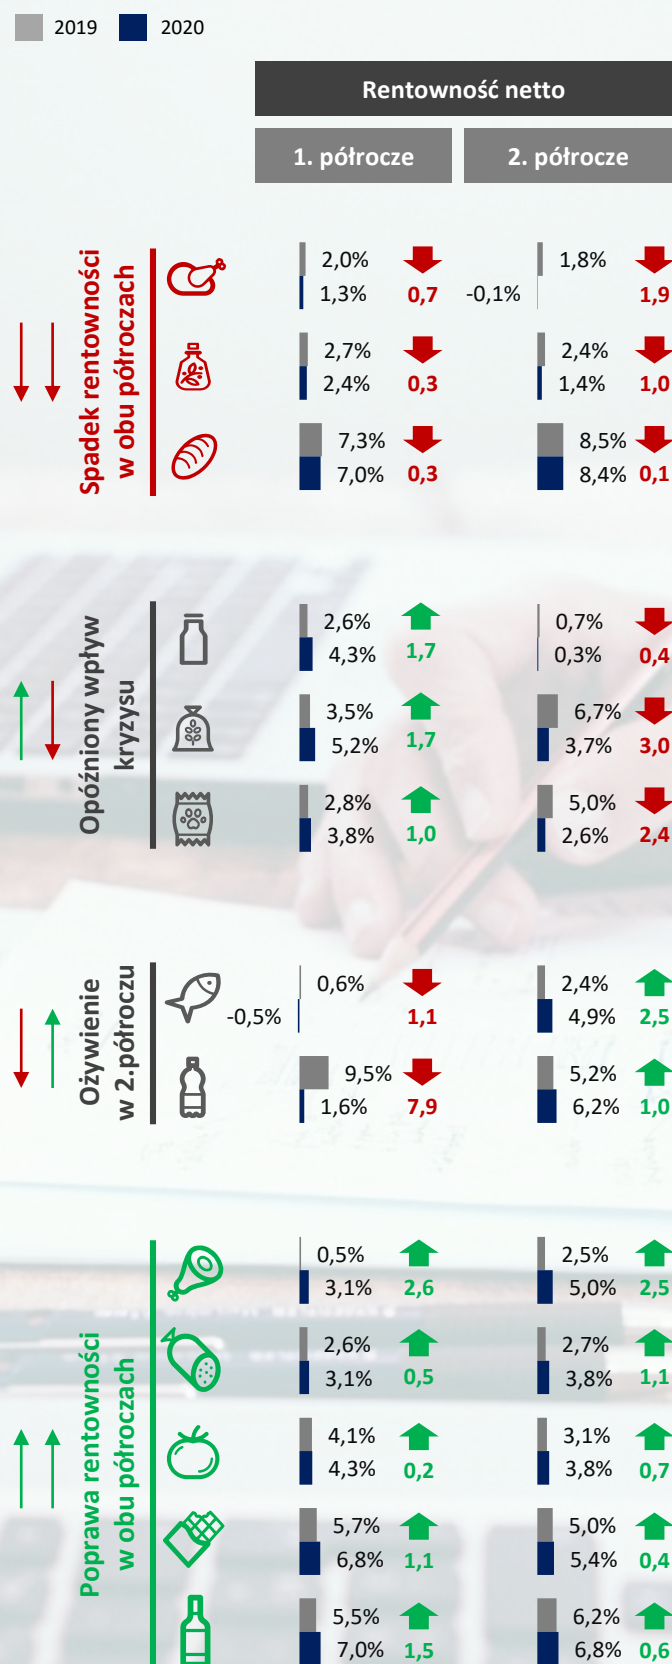 2019 2020
Rentowność netto
1. półrocze 2. półrocze
Spadek rentowności
w obu półroczach
2,0% 1,8%
1,3% 0,7 -0,1% 1,9
2,7% 2,4%
2,4% 0,3 1,4% 1,0
7,3% 8,5%
7,0% 0,3 8,4% 0,1
Opóźniony wpływ
kryzysu
2,6% 0,7%
4,3% 1,7 0,3% 0,4
3,5% 6,7%
5,2% 1,7 3,7% 3,0
2,8% 5,0%
3,8% 1,0 2,6% 2,4
Ożywienie
w 2.półroczu
0,6% 2,4%
-0,5% 1,1 4,9% 2,5
9,5% 5,2%
1,6% 7,9 6,2% 1,0
Poprawa rentowności
w obu półroczach
0,5% 2,5%
3,1% 2,6 5,0% 2,5
2,6% 2,7%
3,1% 0,5 3,8% 1,1
4,1% 3,1%
4,3% 0,2 3,8% 0,7
5,7% 5,0%
6,8% 1,1 5,4% 0,4
5,5% 6,2%
7,0% 1,5 6,8% 0,6